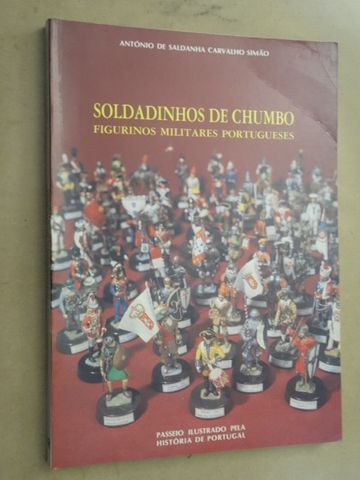 ANTÓNIO DE SALDANHA CARVALHO SIMÃO
SOLDADINHOS DE CHUMBO
FIGURINOS MILITARES PORTUGUESES
PASSEIO ILUSTRADO PELA
HISTÓRIA DE PORTUGAL